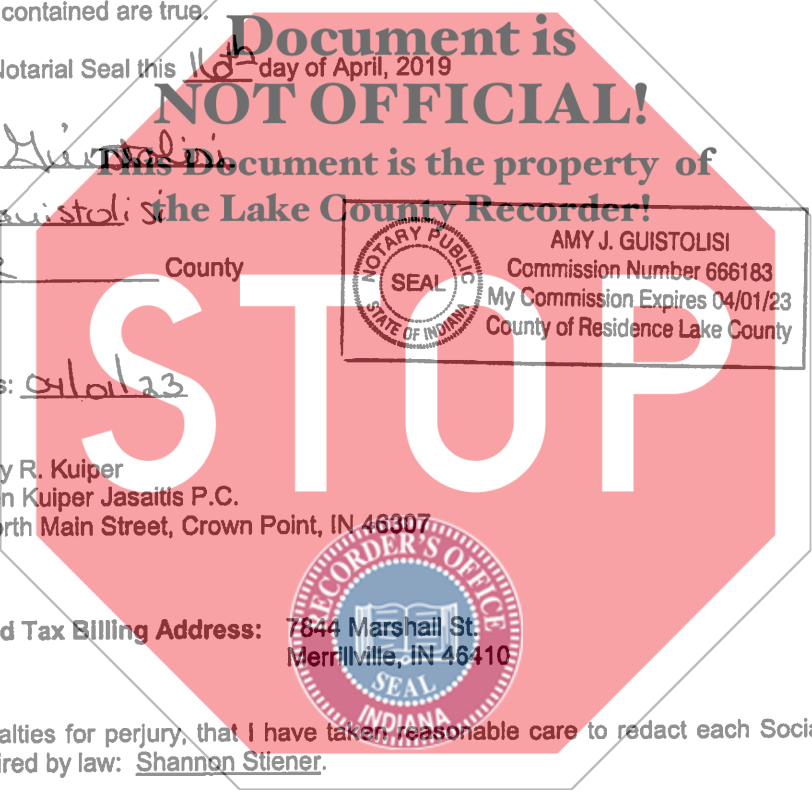 contained are true.
Document is
Notarial Seal this 16th day of April, 2019
NOT OFFICIAL!
Guistolisi
This Document is the property of
uistolisi
the Lake County Recorder!
County
NOTARY PUBLIC
SEAL
STATE OF INDIANA
AMY J. GUISTOLISI
Commission Number 666183
My Commission Expires 04/01/23
County of Residence Lake County
STOP
s: 04/01/23
y R. Kuiper
n Kuiper Jasaitis P.C.
orth Main Street, Crown Point, IN 46307
RECORDER'S OFFICE
SEAL
INDIANA
d Tax Billing Address: 7844 Marshall St.
Merrillville, IN 46410
alties for perjury, that I have taken reasonable care to redact each Socia
ired by law: Shannon Stiener.